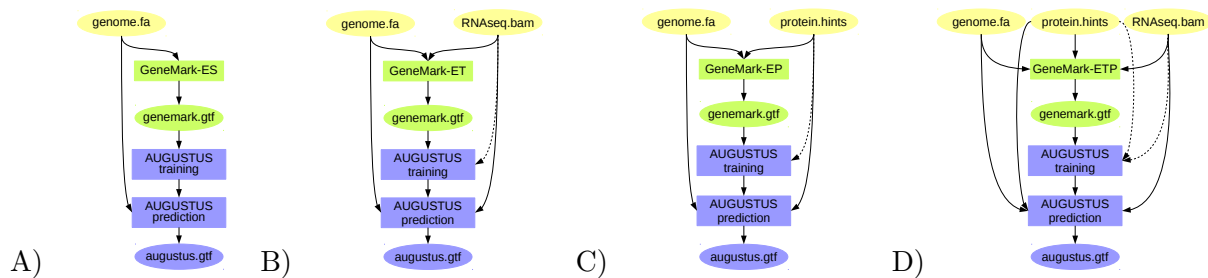 genome.fa
GeneMark-ES
genemark.gtf
AUGUSTUS
training
AUGUSTUS
prediction
augustus.gtf
A)
genome.fa
RNAseq.bam
GeneMark-ET
genemark.gtf
AUGUSTUS
training
AUGUSTUS
prediction
augustus.gtf
B)
genome.fa
protein.hints
GeneMark-EP
genemark.gtf
AUGUSTUS
training
AUGUSTUS
prediction
augustus.gtf
C)
genome.fa
protein.hints
RNAseq.bam
GeneMark-ETP
genemark.gtf
AUGUSTUS
training
AUGUSTUS
prediction
augustus.gtf
D)